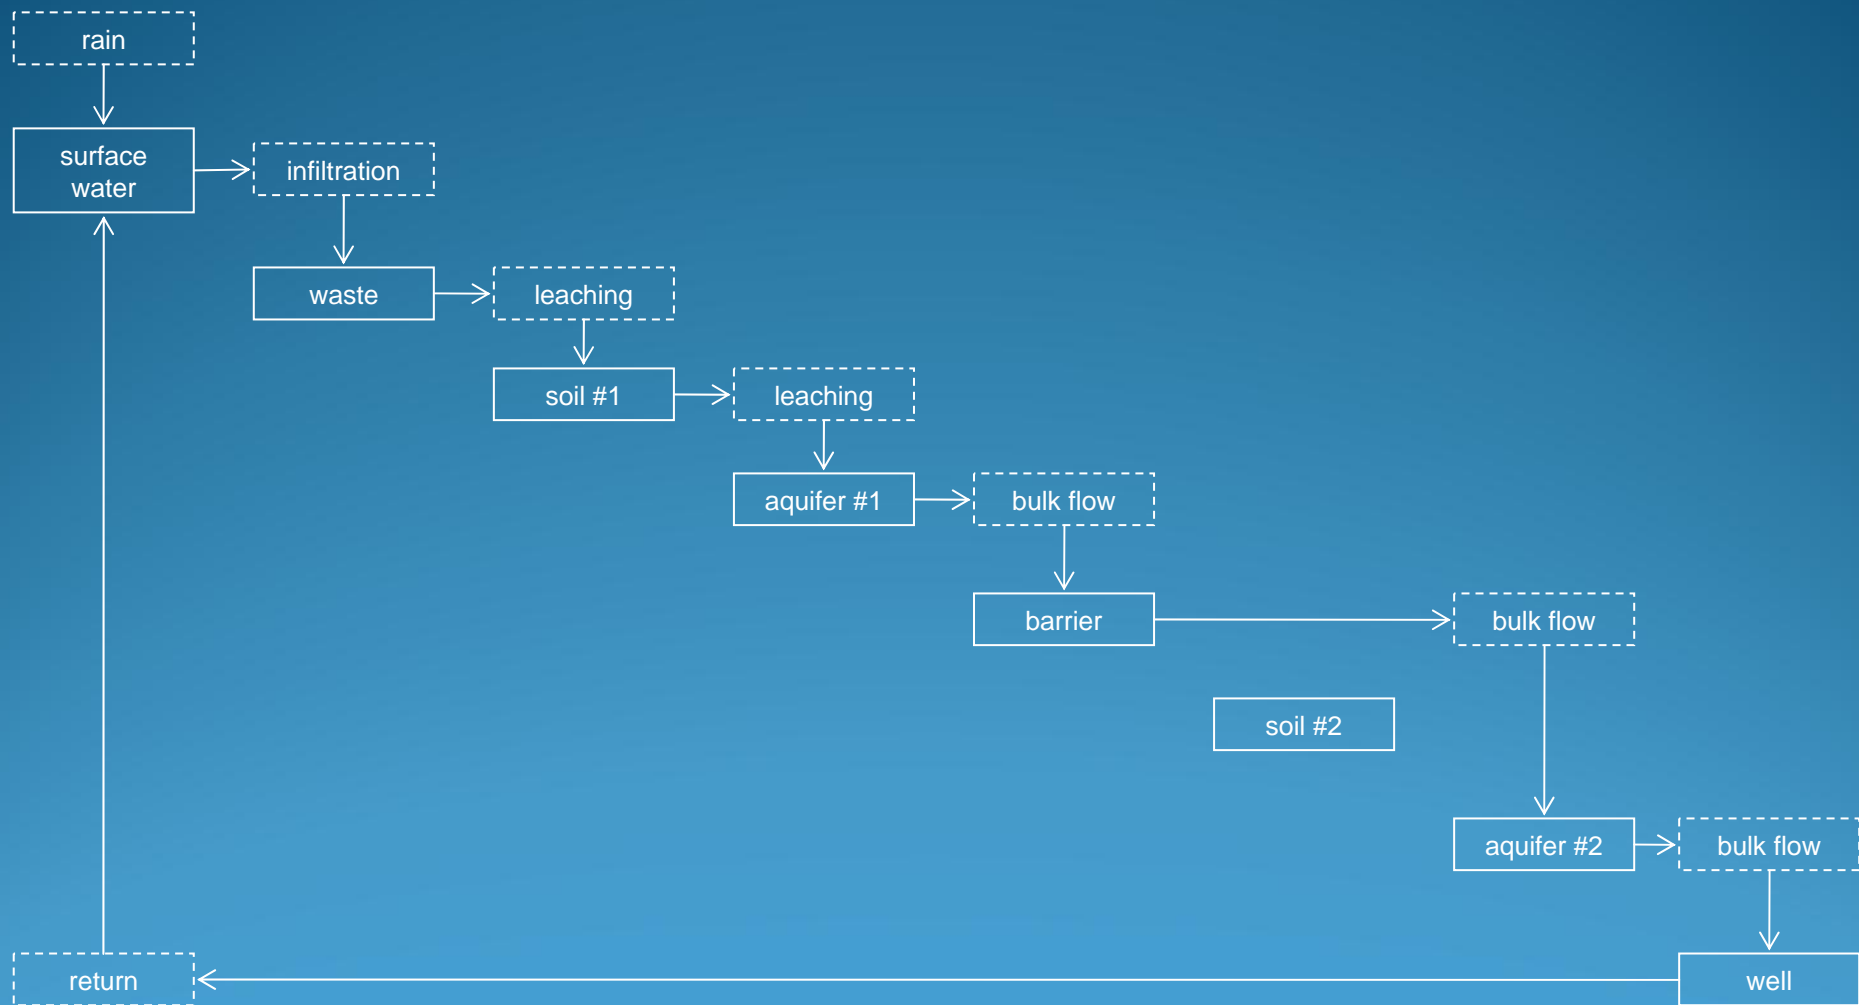 rain
surface
water
infiltration
waste
leaching
soil #1
leaching
aquifer #1
bulk flow
barrier
bulk flow
soil #2
aquifer #2
bulk flow
return
well